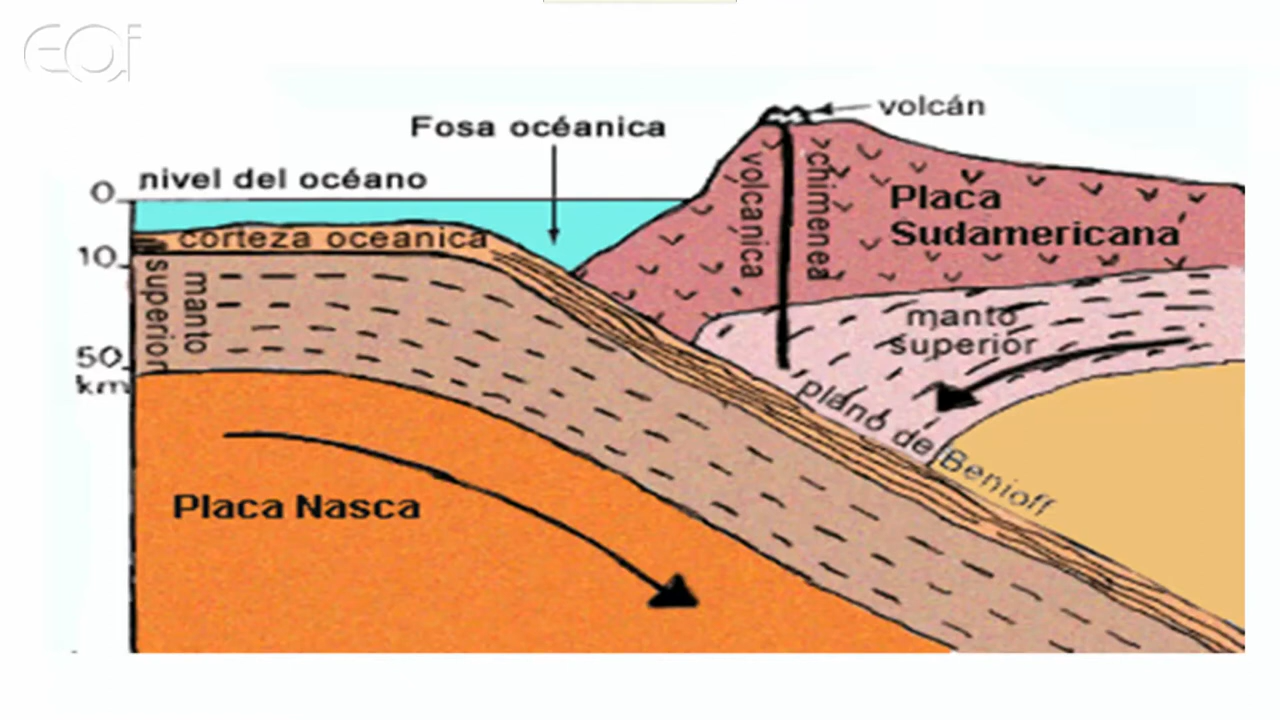 EOI
volcán
Fosa océanica
nivel del océano
0
10
50
km
corteza oceanica
manto
superior
chimenea
volcanica
Placa
Sudamericana
manto
superior
plano de Benioff
Placa Nasca